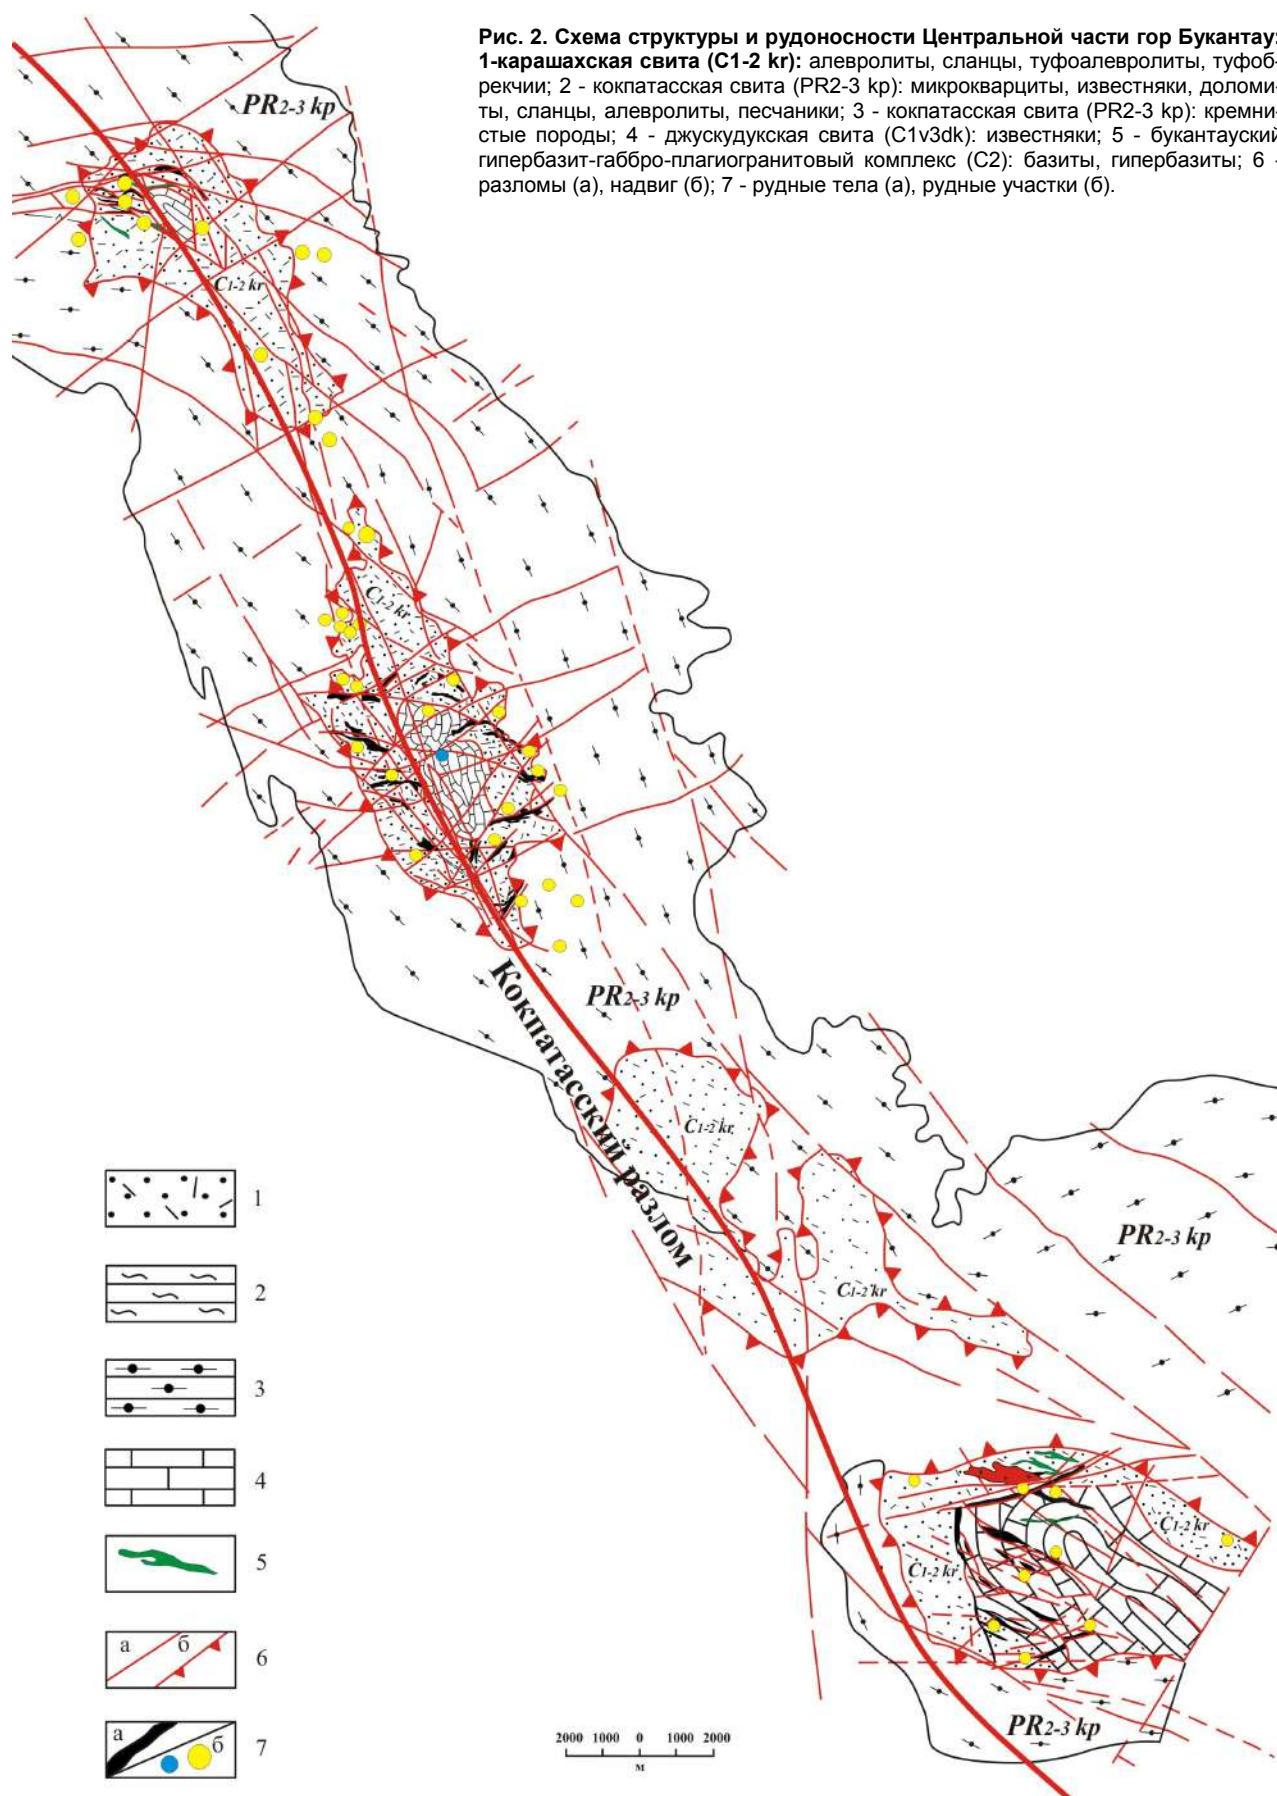 Рис. 2. Схема структуры и рудоносности Центральной части гор Букантау:
1-карашахская свита (C1-2 kr): алевролиты, сланцы, туфоалевролиты, туфоб-
рекчии; 2 - кокпатасская свита (PR2-3 kp): микрокварциты, известняки, доломи-
ты, сланцы, алевролиты, песчаники; 3 - кокпатасская свита (PR2-3 kp): кремни-
стые породы; 4 - джускудукская свита (C1v3dk): известняки; 5 - букантауский
гипербазит-габбро-плагиогранитовый комплекс (С2): базиты, гипербазиты; 6 -
разломы (а), надвиг (б); 7 - рудные тела (а), рудные участки (б).
PR2-3 kp
C1-2 kr
C1-2 kr
PR2-3 kp
Кокпатасский разлом
C1-2 kr
C1-2 kr
PR2-3 kp
C1-2 kr
C1-2 kr
PR2-3 kp
1
2
3
4
5
а б 6
а б 7
2000 1000 0 1000 2000
м